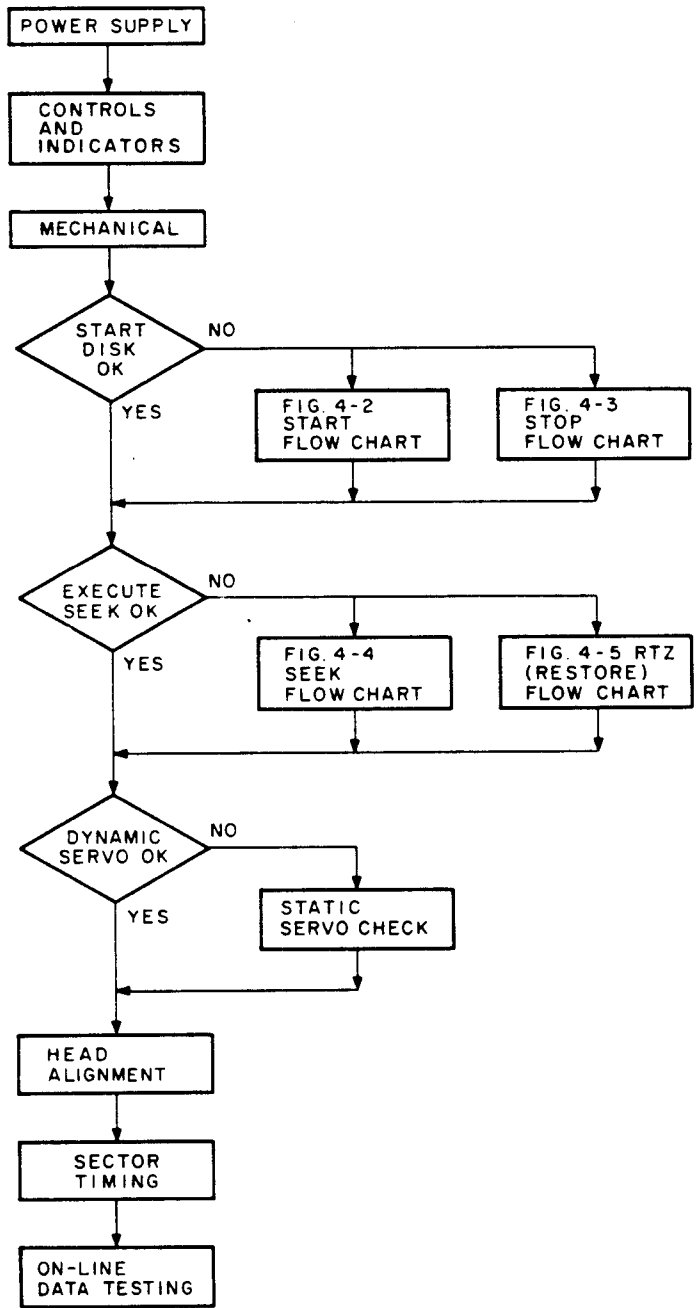 POWER SUPPLY
CONTROLS
AND
INDICATORS
MECHANICAL
START
DISK
OK
NO
YES
FIG. 4-2
START
FLOW CHART
FIG. 4-3
STOP
FLOW CHART
EXECUTE
SEEK OK
NO
YES
FIG. 4-4
SEEK
FLOW CHART
FIG. 4-5 RTZ
(RESTORE)
FLOW CHART
DYNAMIC
SERVO OK
NO
YES
STATIC
SERVO CHECK
HEAD
ALIGNMENT
SECTOR
TIMING
ON-LINE
DATA TESTING